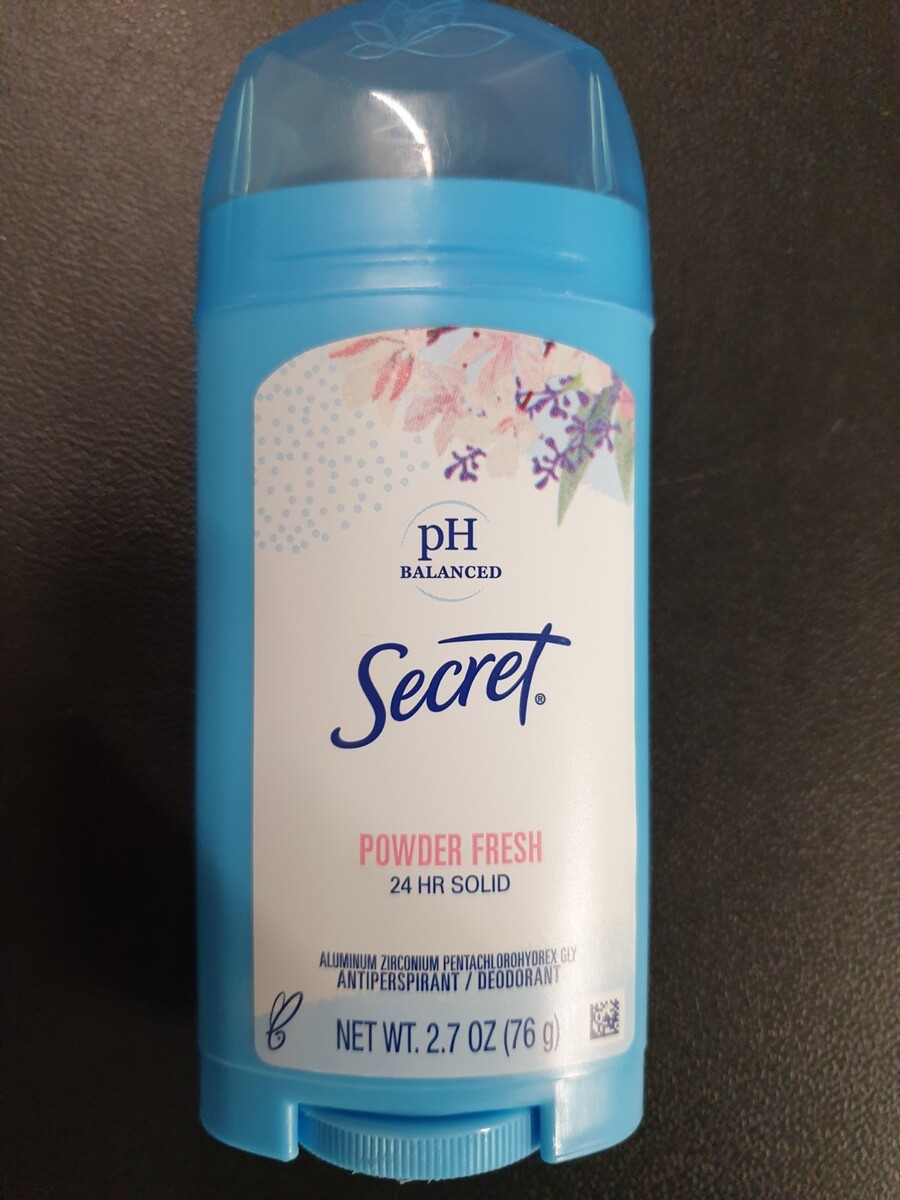 pH
BALANCED
Secret®
POWDER FRESH
24 HR SOLID
ALUMINUM ZIRCONIUM PENTACHLOROHYDREX GLY
ANTIPERSPIRANT / DEODORANT
NET WT. 2.7 OZ (76 g)